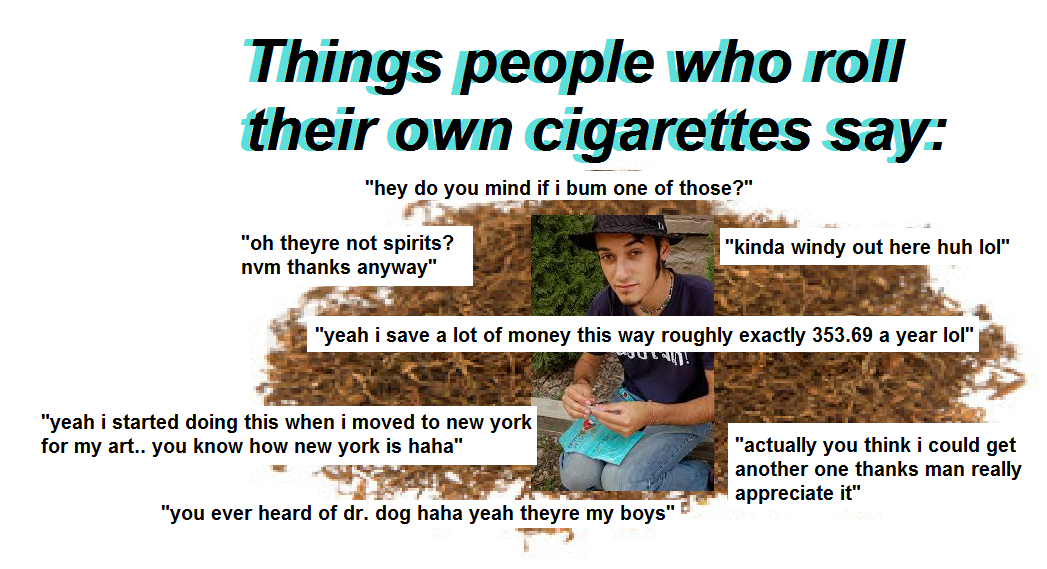 Things people who roll
their own cigarettes say:
"hey do you mind if i bum one of those?"
"oh theyre not spirits?
nvm thanks anyway"
"kinda windy out here huh lol"
"yeah i save a lot of money this way roughly exactly 353.69 a year lol"
"yeah i started doing this when i moved to new york
for my art.. you know how new york is haha"
"actually you think i could get
another one thanks man really
appreciate it"
"you ever heard of dr. dog haha yeah theyre my boys"